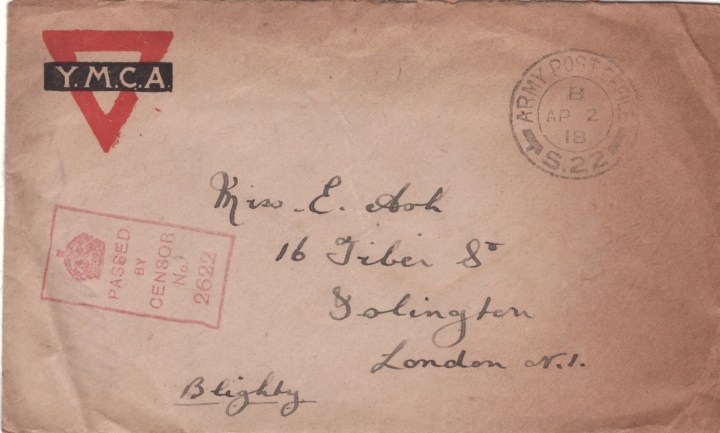 Y.M.C.A.
ARMY POST OFFICE
B
AP 2
18
S.22
PASSED
BY
CENSOR
No.
2622
Miss. E. Ash
16 Tiber St
Islington
London N.1.
Blighty